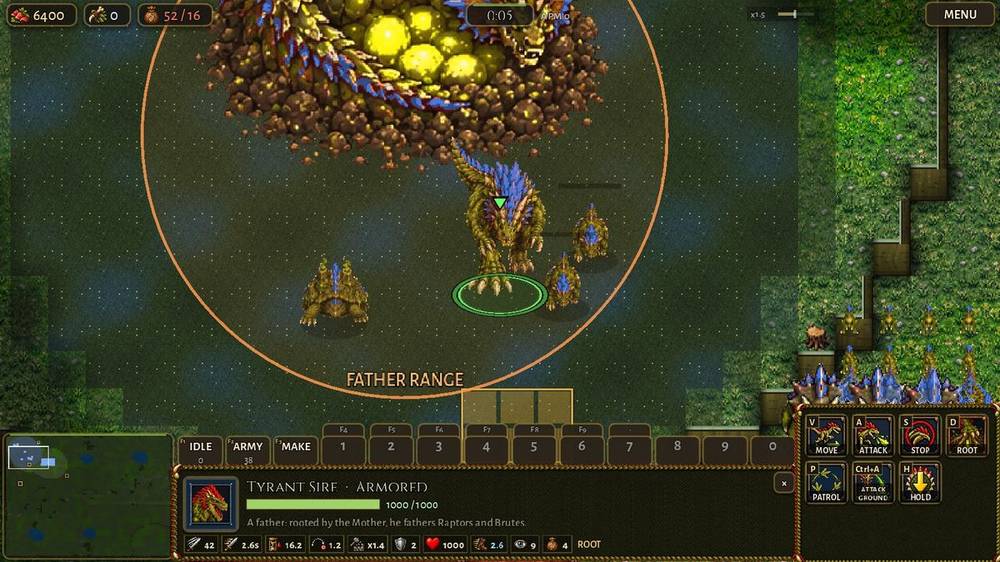 6400
0
52/16
0:05
APM 0
x1.5
MENU
FATHER RANGE
F1 IDLE 0
F2 ARMY 38
MAKE
F4 1
F5 2
F6 3
F7 4
F8 5
F9 6
7
8
9
0
TYRANT SIRE · ARMORED
1000/1000
A father: rooted by the Mother, he fathers Raptors and Brutes.
42
2.6s
16.2
1.2
x1.4
2
1000
2.6
9
4
ROOT
×
V MOVE
A ATTACK
S STOP
D ROOT
P PATROL
Ctrl+A ATTACK GROUND
H HOLD